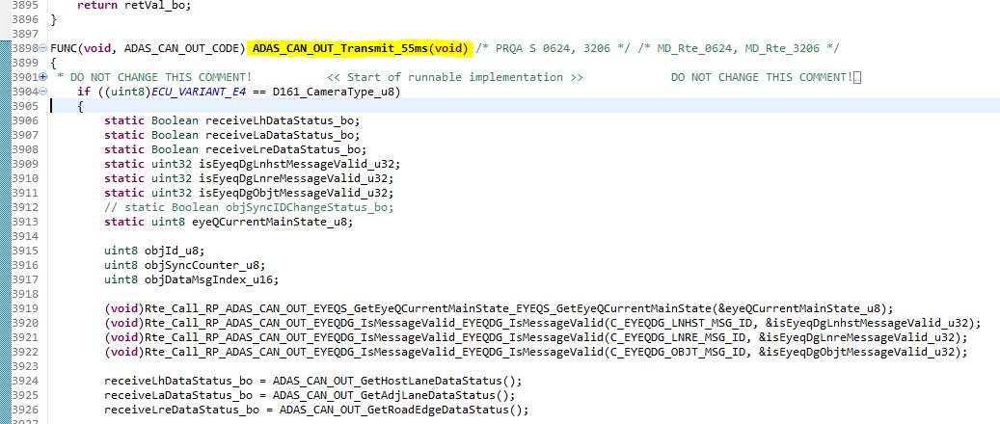 3895 return retVal_bo;
3896 }
3897
3898 FUNC(void, ADAS_CAN_OUT_CODE) ADAS_CAN_OUT_Transmit_55ms(void) /* PRQA S 0624, 3206 */ /* MD_Rte_0624, MD_Rte_3206 */
3899 {
3901 * DO NOT CHANGE THIS COMMENT! << Start of runnable implementation >> DO NOT CHANGE THIS COMMENT!
3904 if ((uint8)ECU_VARIANT_E4 == D161_CameraType_u8)
3905 {
3906 static Boolean receiveLhDataStatus_bo;
3907 static Boolean receiveLaDataStatus_bo;
3908 static Boolean receiveLreDataStatus_bo;
3909 static uint32 isEyeqDgLnhstMessageValid_u32;
3910 static uint32 isEyeqDgLnreMessageValid_u32;
3911 static uint32 isEyeqDgObjtMessageValid_u32;
3912 // static Boolean objSyncIDChangeStatus_bo;
3913 static uint8 eyeQCurrentMainState_u8;
3914
3915 uint8 objId_u8;
3916 uint8 objSyncCounter_u8;
3917 uint8 objDataMsgIndex_u16;
3918
3919 (void)Rte_Call_RP_ADAS_CAN_OUT_EYEQS_GetEyeQCurrentMainState_EYEQS_GetEyeQCurrentMainState(&eyeQCurrentMainState_u8);
3920 (void)Rte_Call_RP_ADAS_CAN_OUT_EYEQDG_IsMessageValid_EYEQDG_IsMessageValid(C_EYEQDG_LNHST_MSG_ID, &isEyeqDgLnhstMessageValid_u32);
3921 (void)Rte_Call_RP_ADAS_CAN_OUT_EYEQDG_IsMessageValid_EYEQDG_IsMessageValid(C_EYEQDG_LNRE_MSG_ID, &isEyeqDgLnreMessageValid_u32);
3922 (void)Rte_Call_RP_ADAS_CAN_OUT_EYEQDG_IsMessageValid_EYEQDG_IsMessageValid(C_EYEQDG_OBJT_MSG_ID, &isEyeqDgObjtMessageValid_u32);
3923
3924 receiveLhDataStatus_bo = ADAS_CAN_OUT_GetHostLaneDataStatus();
3925 receiveLaDataStatus_bo = ADAS_CAN_OUT_GetAdjLaneDataStatus();
3926 receiveLreDataStatus_bo = ADAS_CAN_OUT_GetRoadEdgeDataStatus();